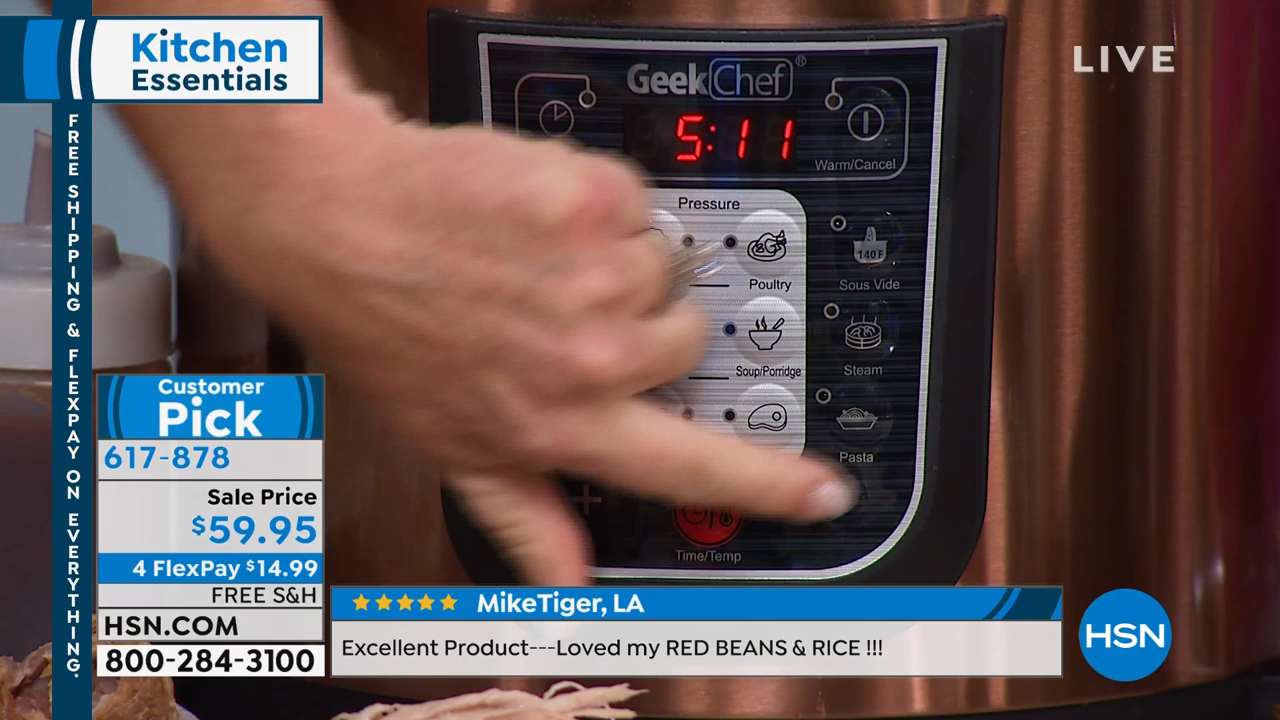 Kitchen
Essentials
FREE SHIPPING & FLEXPAY ON EVERYTHING.
LIVE
GeekChef®
5:11
Warm/Cancel
Pressure
Poultry
140°F
Sous Vide
Soup/Porridge
Steam
Pasta
+
Time/Temp
Customer
Pick
617-878
Sale Price
$59.95
4 FlexPay $14.99
FREE S&H
HSN.COM
800-284-3100
MikeTiger, LA
Excellent Product---Loved my RED BEANS & RICE !!!
HSN